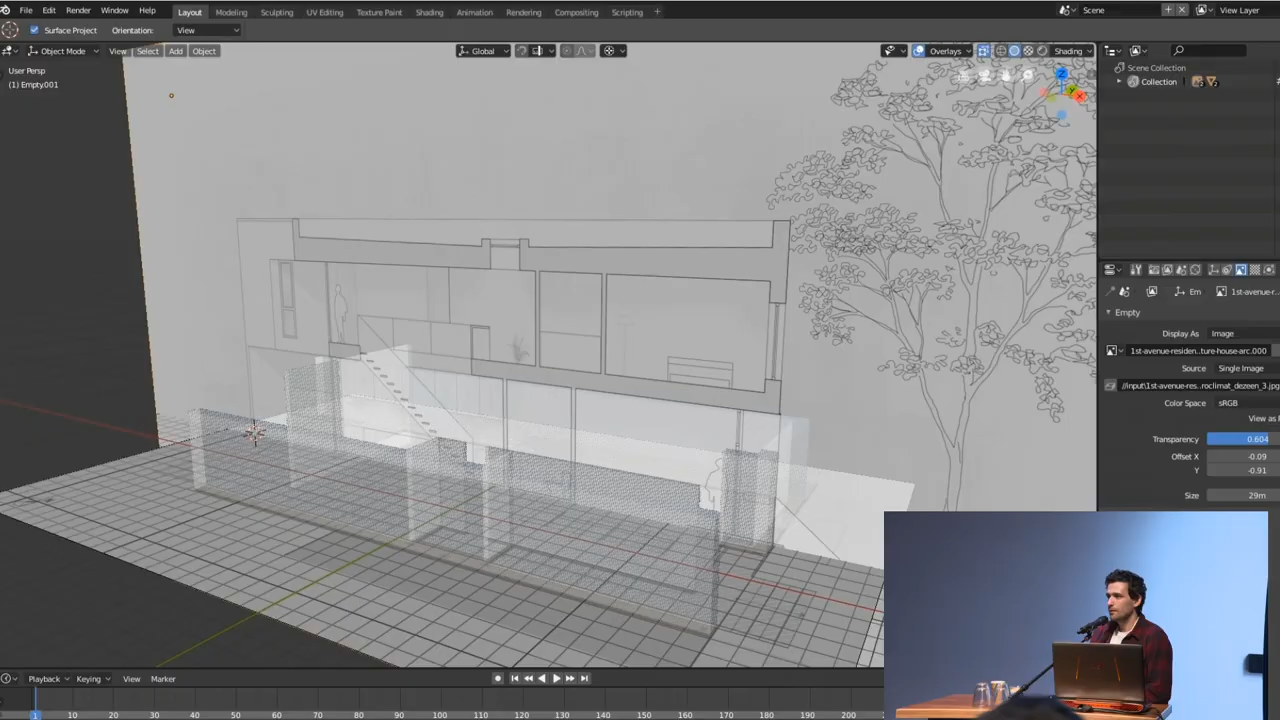 File Edit Render Window Help Layout Modeling Sculpting UV Editing Texture Paint Shading Animation Rendering Compositing Scripting + Scene View Layer
Surface Project Orientation: View
Object Mode View Select Add Object Global Overlays Shading
User Persp
(1) Empty.001
Scene Collection
Collection
Z
Y
X
Em 1st-avenue-r
Empty
Display As Image
1st-avenue-residen..ture-house-arc.000
Source Single Image
//input\1st-avenue-res..roclimat_dezeen_3.jpg
Color Space sRGB
View as
Transparency 0.604
Offset X -0.09
Y -0.91
Size 29m
Playback Keying View Marker
1 10 20 30 40 50 60 70 80 90 100 110 120 130 140 150 160 170 180 190 200